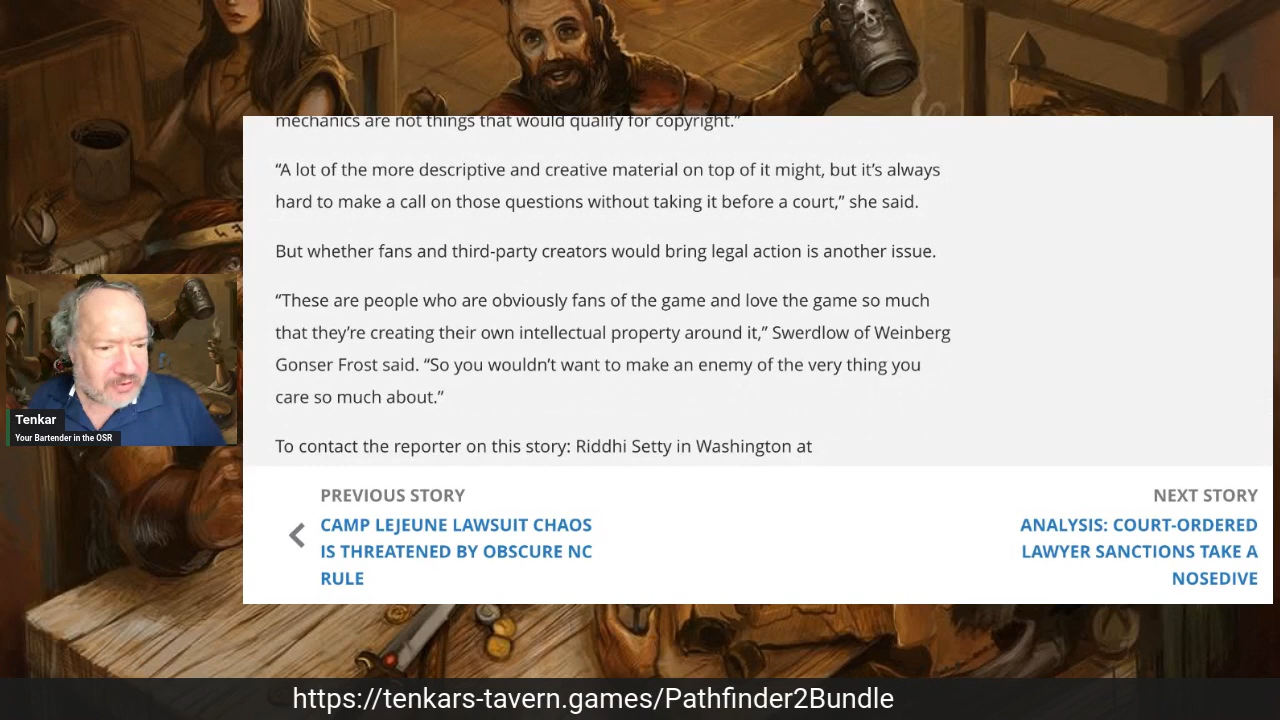 mechanics are not things that would qualify for copyright.”
“A lot of the more descriptive and creative material on top of it might, but it’s always
hard to make a call on those questions without taking it before a court,” she said.
But whether fans and third-party creators would bring legal action is another issue.
“These are people who are obviously fans of the game and love the game so much
that they’re creating their own intellectual property around it,” Swerdlow of Weinberg
Gonser Frost said. “So you wouldn’t want to make an enemy of the very thing you
care so much about.”
To contact the reporter on this story: Riddhi Setty in Washington at
PREVIOUS STORY
CAMP LEJEUNE LAWSUIT CHAOS
IS THREATENED BY OBSCURE NC
RULE
NEXT STORY
ANALYSIS: COURT-ORDERED
LAWYER SANCTIONS TAKE A
NOSEDIVE
Tenkar
Your Bartender in the OSR
https://tenkars-tavern.games/Pathfinder2Bundle